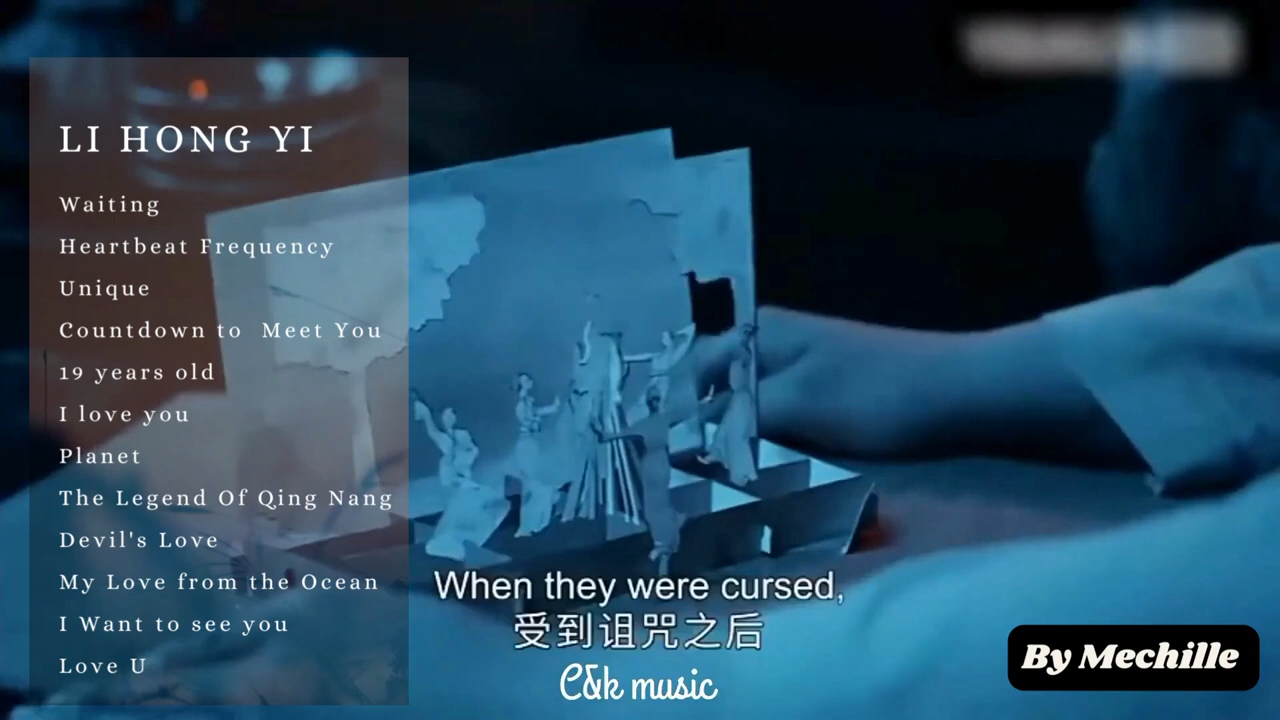 LI HONG YI
Waiting
Heartbeat Frequency
Unique
Countdown to Meet You
19 years old
I love you
Planet
The Legend Of Qing Nang
Devil's Love
My Love from the Ocean
I Want to see you
Love U
When they were cursed,
受到诅咒之后
C&k music
By Mechille